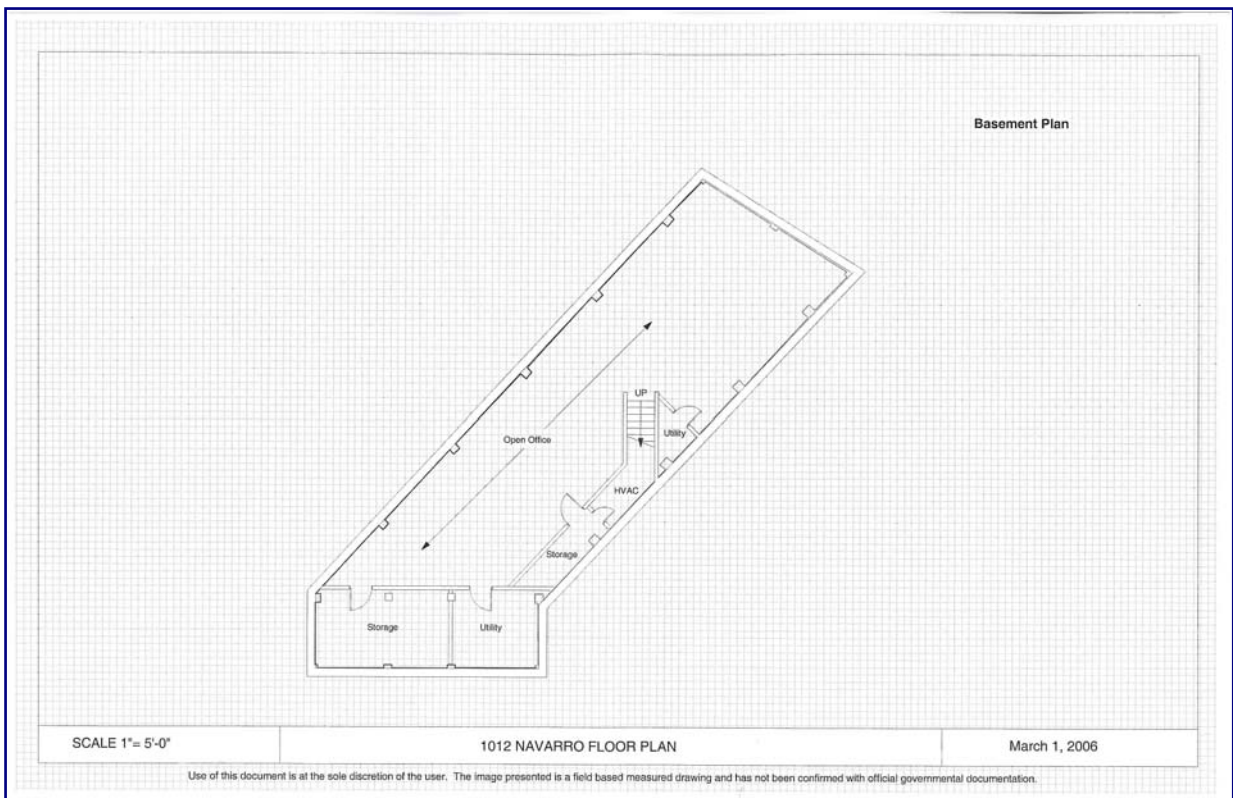 Basement Plan
UP
Utility
Open Office
HVAC
Storage
Storage
Utility
SCALE 1"= 5'-0"
1012 NAVARRO FLOOR PLAN
March 1, 2006
Use of this document is at the sole discretion of the user. The image presented is a field based measured drawing and has not been confirmed with official governmental documentation.